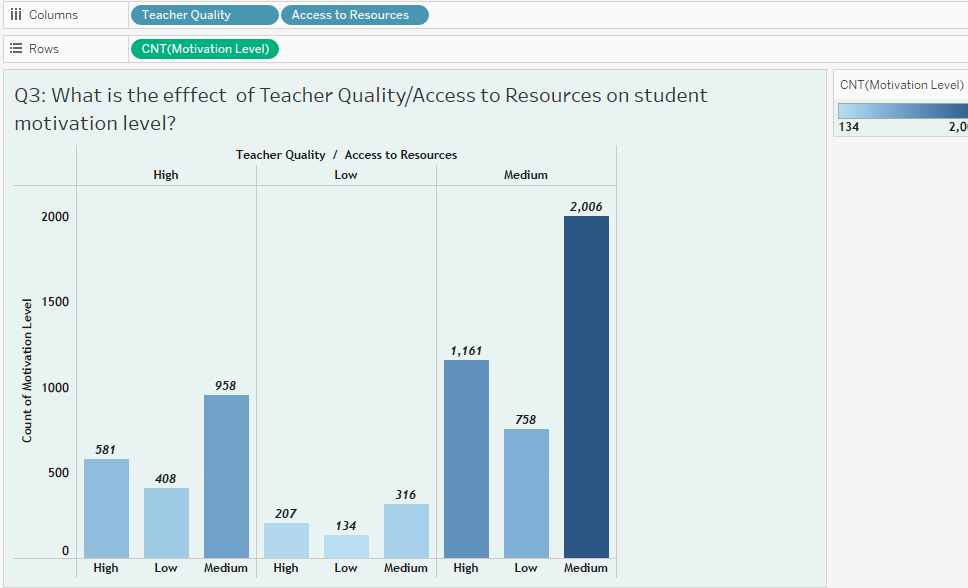 Columns
Teacher Quality
Access to Resources
Rows
CNT(Motivation Level)
Q3: What is the efffect  of Teacher Quality/Access to Resources on student
motivation level?
CNT(Motivation Level)
134
2,0
Teacher Quality / Access to Resources
High
Low
Medium
Count of Motivation Level
2000
1500
1000
500
0
581
408
958
207
134
316
1,161
758
2,006
High
Low
Medium
High
Low
Medium
High
Low
Medium